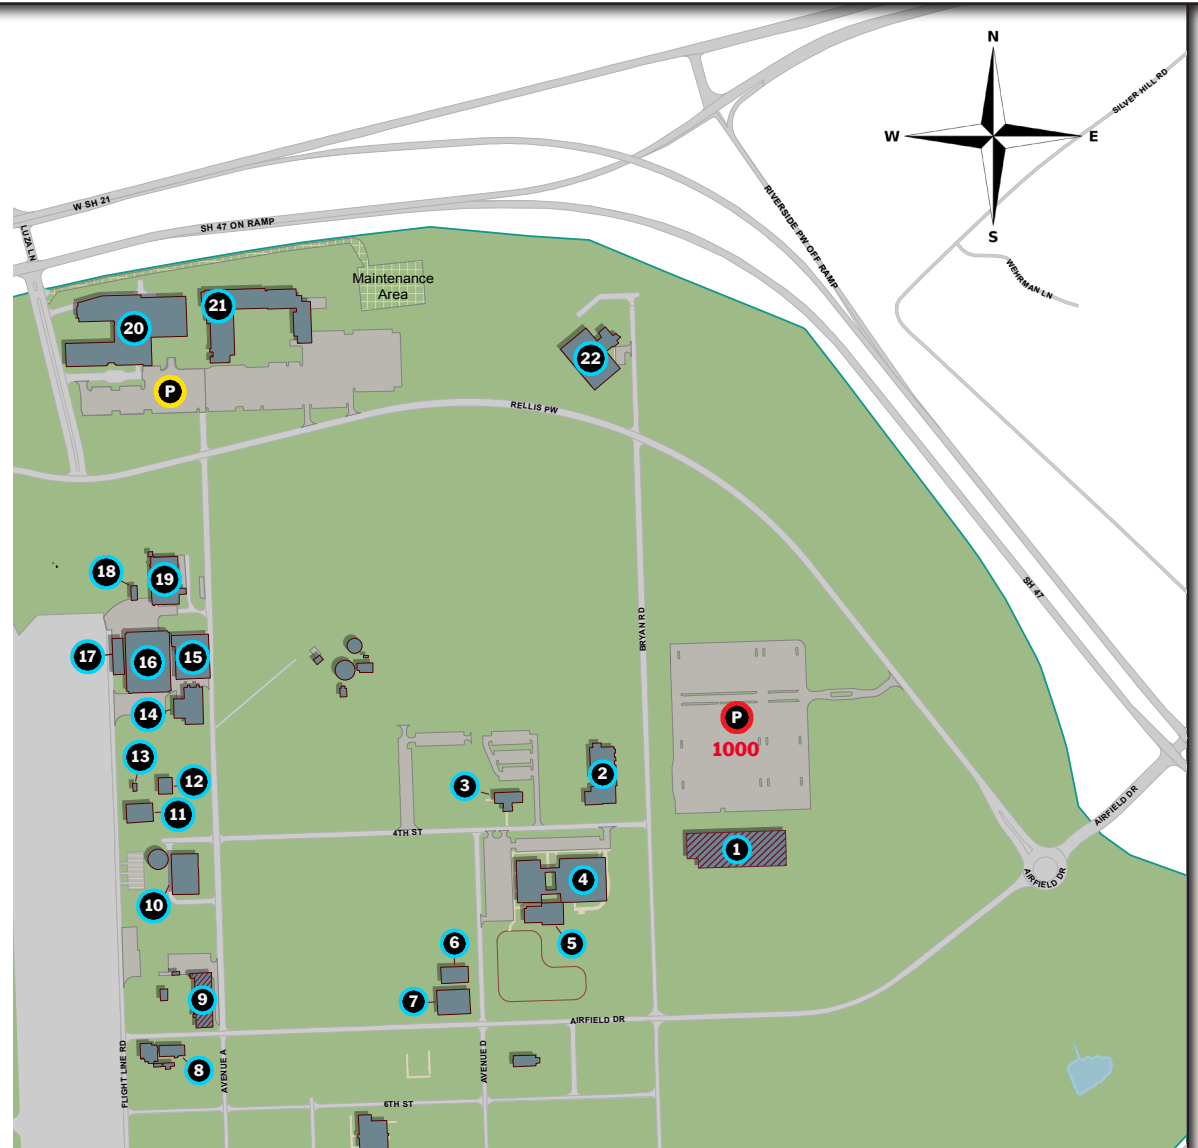 N
SILVER HILL RD
W
E
S
W SH 21
SH 47 ON RAMP
LUZA LN
RIVERSIDE PW OFF RAMP
WEHRMAN LN
Maintenance
Area
21
20
22
P
RELLIS PW
18
19
SH 47
BRYAN RD
17
16
15
14
P
1000
13
12
2
3
11
AIRFIELD DR
4TH ST
1
4
AIRFIELD DR
10
5
6
9
7
AIRFIELD DR
8
FLIGHT LINE RD
AVENUE A
AVENUE D
6TH ST